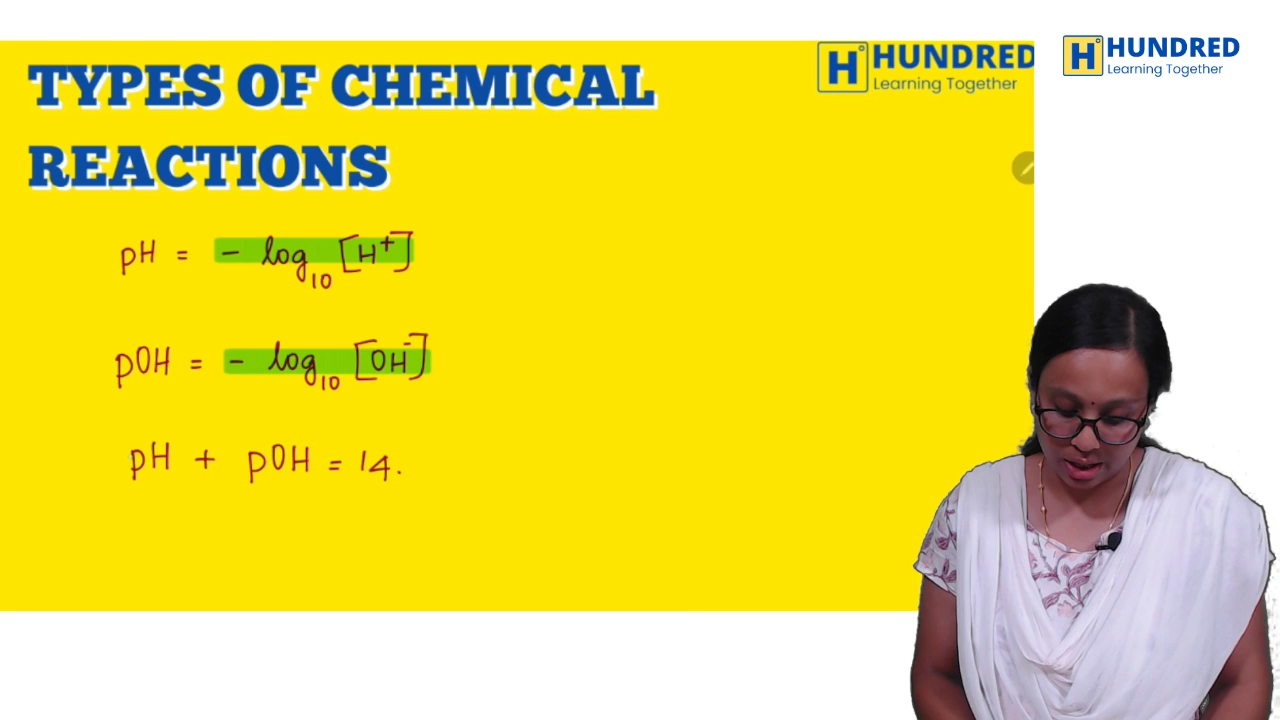 TYPES OF CHEMICAL
REACTIONS
H° HUNDRED
Learning Together
H° HUNDRED
Learning Together
pH = - log₁₀ [H⁺]
pOH = - log₁₀ [OH⁻]
pH + pOH = 14.